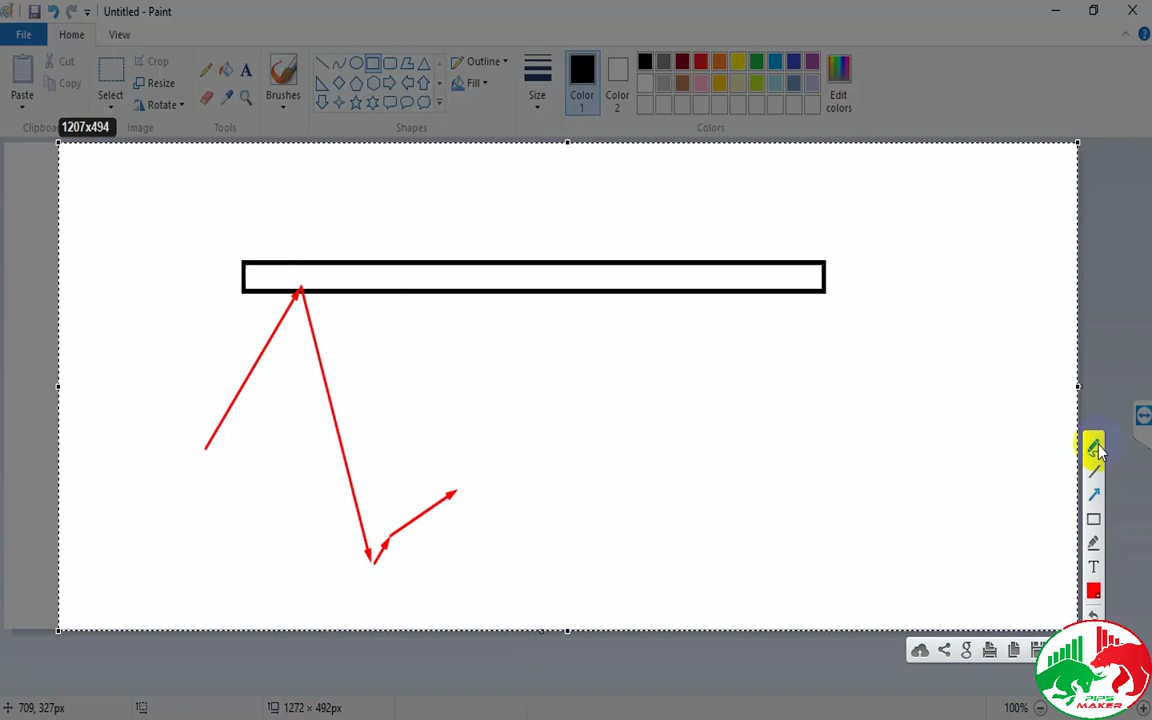 Untitled - Paint
File
Home
View
Paste
Cut
Copy
Clipb
Select
Crop
Resize
Rotate
Image
A
Tools
Brushes
Outline
Fill
Shapes
Size
Color
1
Color
2
Edit
colors
Colors
1207x494
T
g
PIPS
MAKER
709, 327px
1272 × 492px
100%